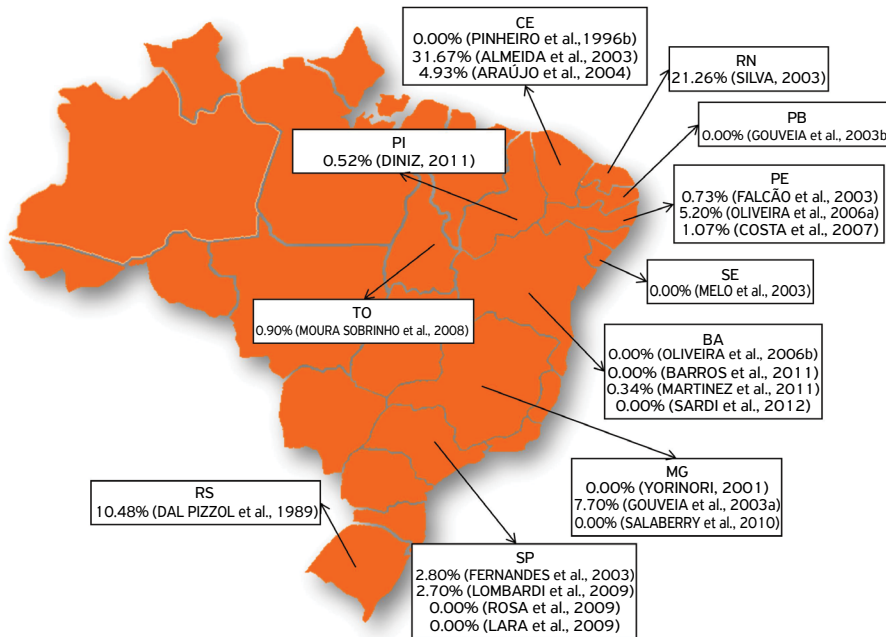 CE
0.00% (PINHEIRO et al.,1996b)
31.67% (ALMEIDA et al., 2003)
4.93% (ARAÚJO et al., 2004)
RN
21.26% (SILVA, 2003)
PB
0.00% (GOUVEIA et al., 2003b
PI
0.52% (DINIZ, 2011)
PE
0.73% (FALCÃO et al., 2003)
5.20% (OLIVEIRA et al., 2006a)
1.07% (COSTA et al., 2007)
SE
0.00% (MELO et al., 2003)
TO
0.90% (MOURA SOBRINHO et al., 2008)
BA
0.00% (OLIVEIRA et al., 2006b)
0.00% (BARROS et al., 2011)
0.34% (MARTINEZ et al., 2011)
0.00% (SARDI et al., 2012)
MG
0.00% (YORINORI, 2001)
7.70% (GOUVEIA et al., 2003a)
0.00% (SALABERRY et al., 2010)
RS
10.48% (DAL PIZZOL et al., 1989)
SP
2.80% (FERNANDES et al., 2003)
2.70% (LOMBARDI et al., 2009)
0.00% (ROSA et al., 2009)
0.00% (LARA et al., 2009)